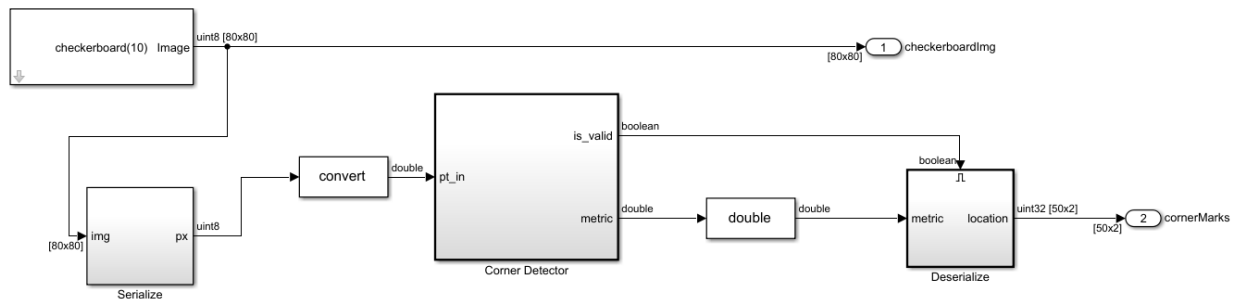 checkerboard(10) Image
uint8 [80x80]
[80x80]
1
checkerboardImg
[80x80]
img
px
uint8
Serialize
convert
double
pt_in
is_valid
boolean
metric
double
Corner Detector
double
double
boolean
metric
location
uint32 [50x2]
Deserialize
[50x2]
2
cornerMarks